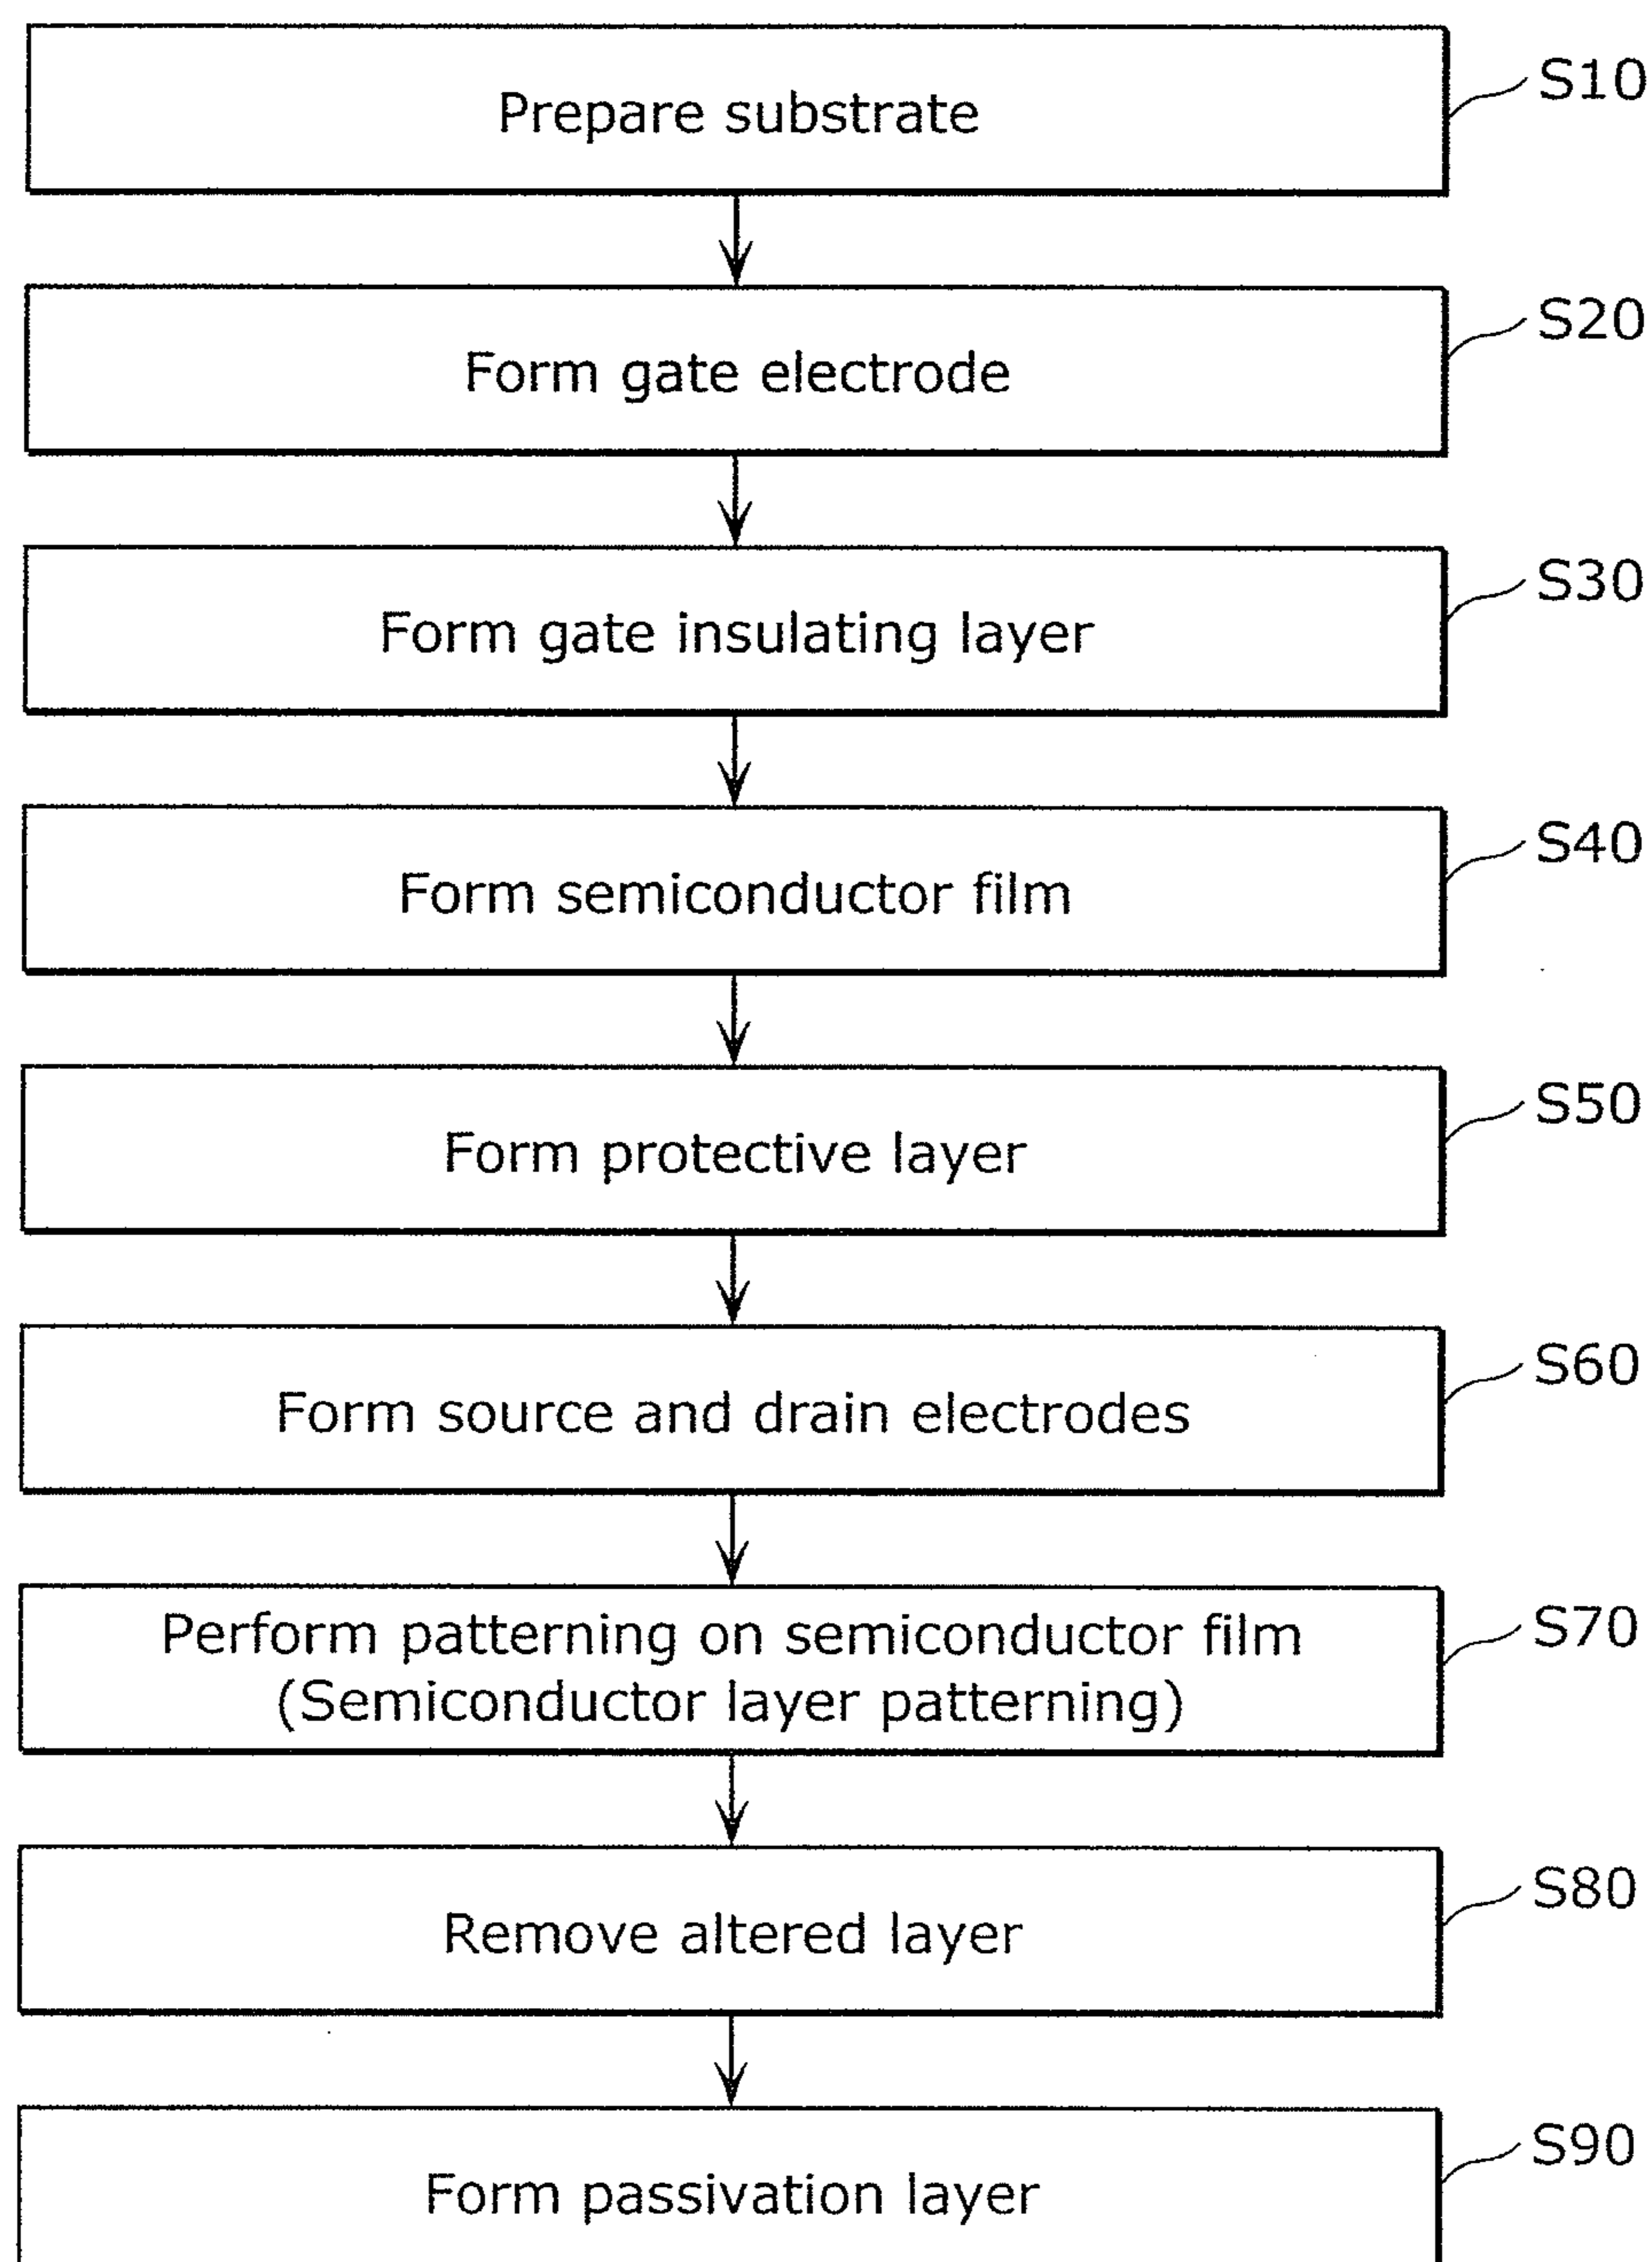 Prepare substrate
S10
Form gate electrode
S20
Form gate insulating layer
S30
Form semiconductor film
S40
Form protective layer
S50
Form source and drain electrodes
S60
Perform patterning on semiconductor film
(Semiconductor layer patterning)
S70
Remove altered layer
S80
Form passivation layer
S90